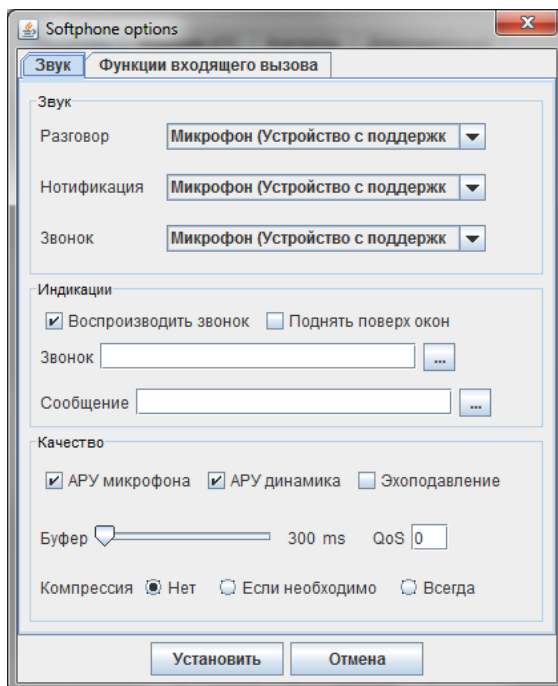 Softphone options
Звук Функции входящего вызова
Звук
Разговор Микрофон (Устройство с поддержк
Нотификация Микрофон (Устройство с поддержк
Звонок Микрофон (Устройство с поддержк
Индикации
Воспроизводить звонок Поднять поверх окон
Звонок ...
Сообщение ...
Качество
АРУ микрофона АРУ динамика Эхоподавление
Буфер 300 ms QoS 0
Компрессия Нет Если необходимо Всегда
Установить Отмена